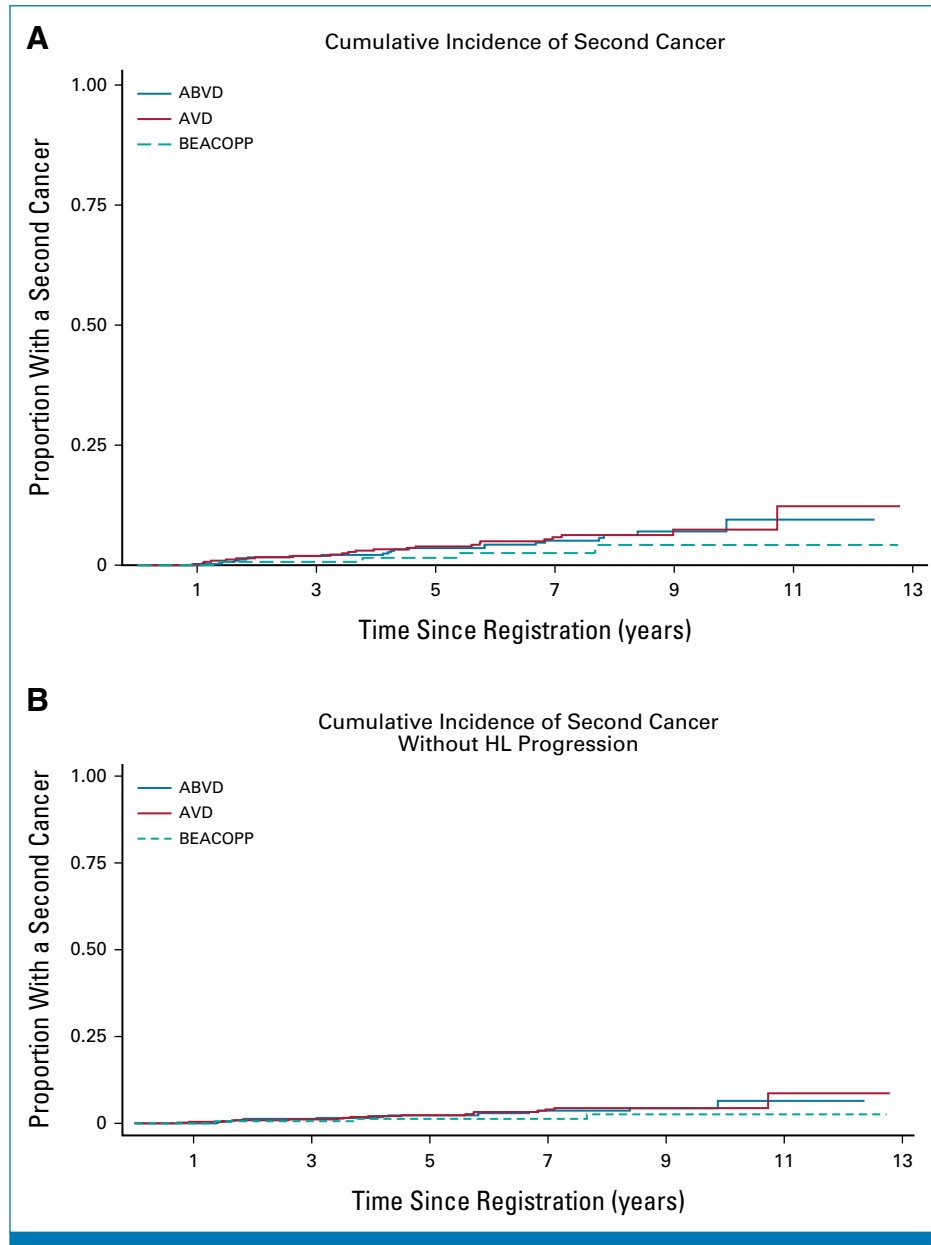 A
Cumulative Incidence of Second Cancer
1.00
0.75
0.50
0.25
0
Proportion With a Second Cancer
ABVD
AVD
BEACOPP
1 3 5 7 9 11 13
Time Since Registration (years)
B
Cumulative Incidence of Second Cancer
Without HL Progression
1.00
0.75
0.50
0.25
0
Proportion With a Second Cancer
ABVD
AVD
BEACOPP
1 3 5 7 9 11 13
Time Since Registration (years)